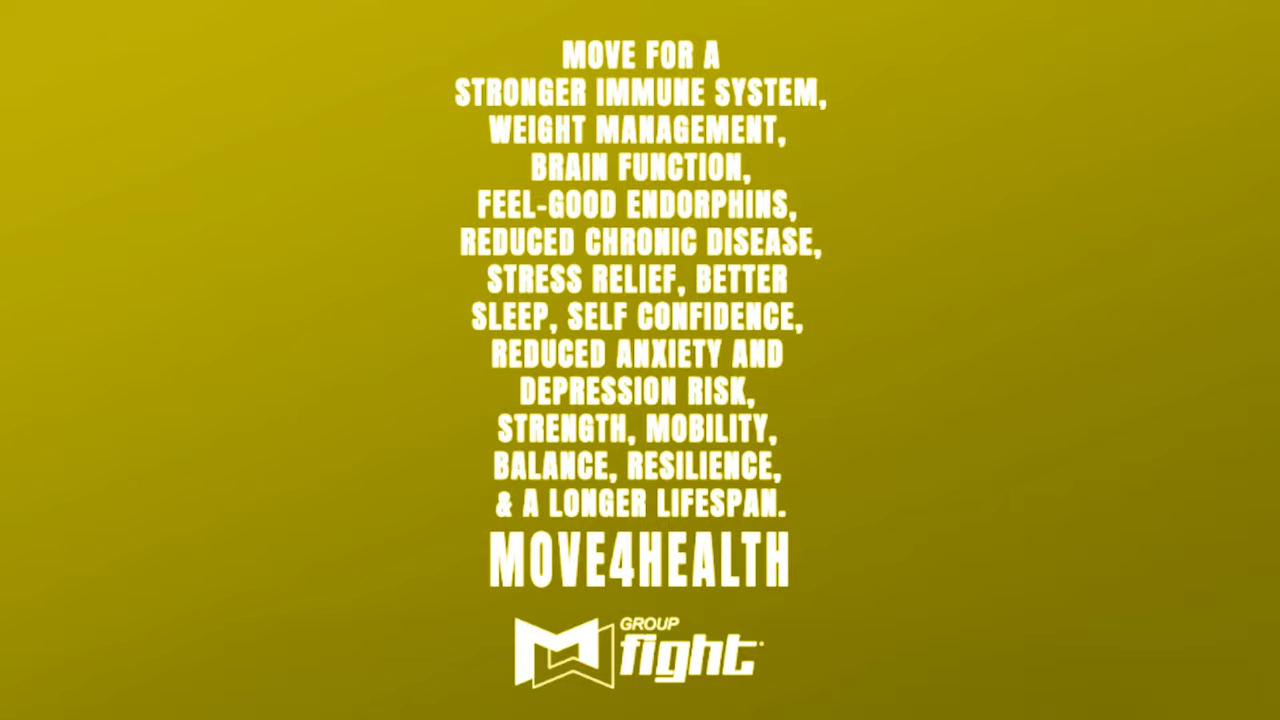 MOVE FOR A
STRONGER IMMUNE SYSTEM,
WEIGHT MANAGEMENT,
BRAIN FUNCTION,
FEEL-GOOD ENDORPHINS,
REDUCED CHRONIC DISEASE,
STRESS RELIEF, BETTER
SLEEP, SELF CONFIDENCE,
REDUCED ANXIETY AND
DEPRESSION RISK,
STRENGTH, MOBILITY,
BALANCE, RESILIENCE,
& A LONGER LIFESPAN.
MOVE4HEALTH
GROUP
fight